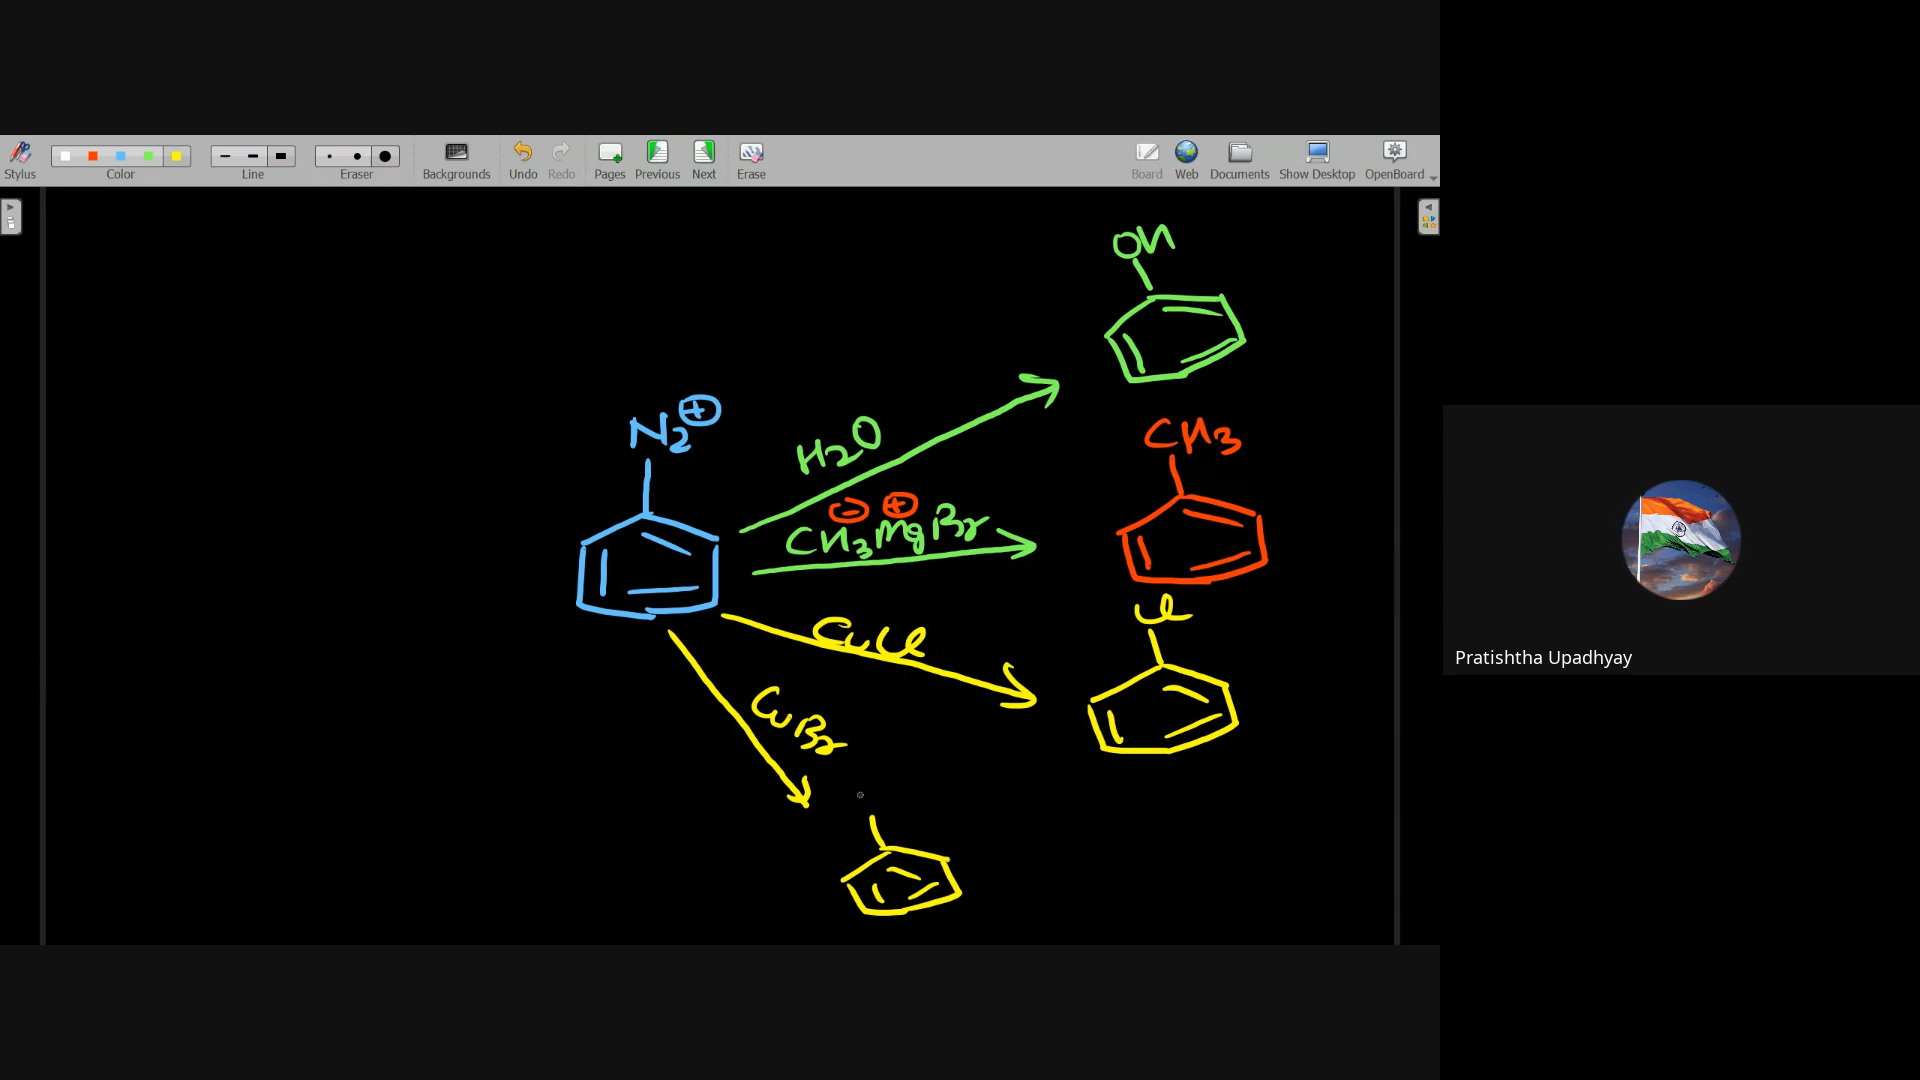 Stylus Color Line Eraser Backgrounds Undo Redo Pages Previous Next Erase Board Web Documents Show Desktop OpenBoard
OH
N2⊕
H2O
CH3
⊖ ⊕
CH3MgBr
Cl
CuCl
Pratishtha Upadhyay
CuBr